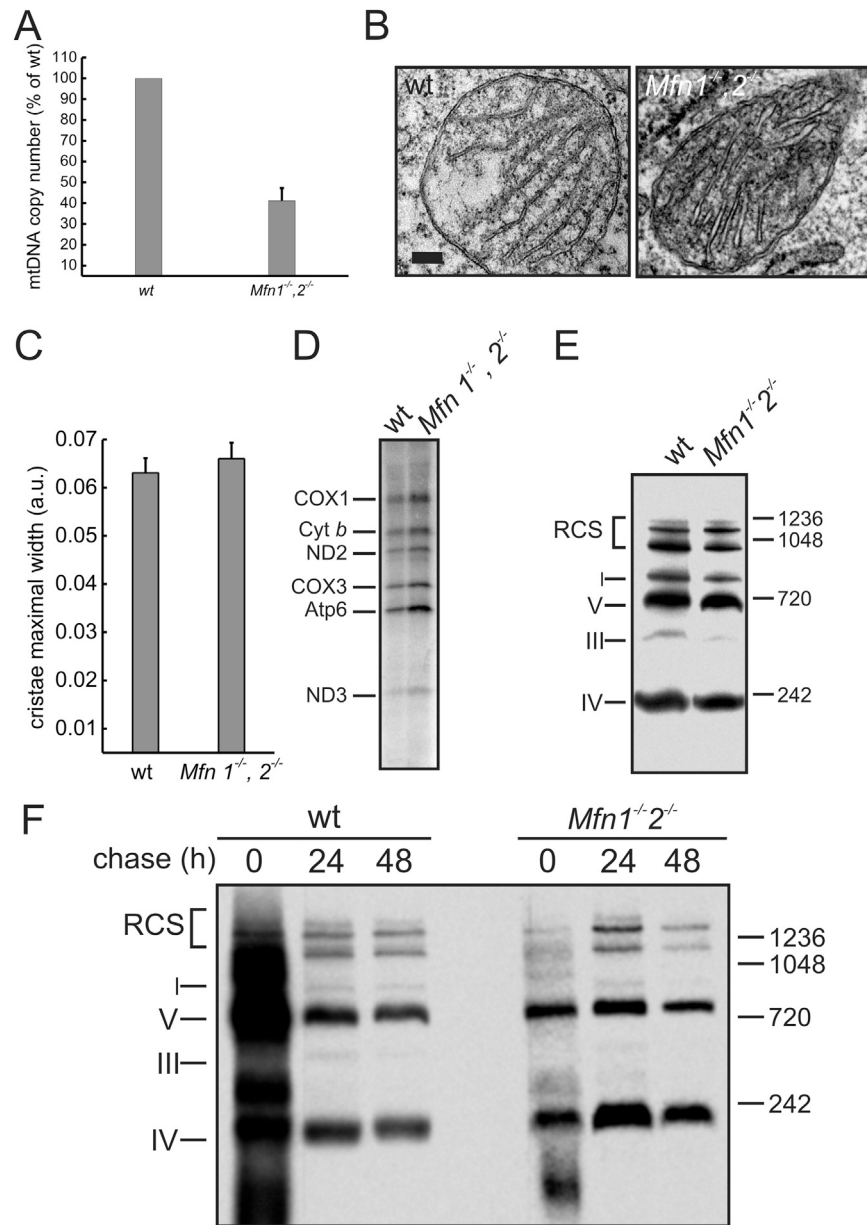 A
mtDNA copy number (% of wt)
110
100
90
80
70
60
50
40
30
20
10
wt
Mfn1⁻/⁻,2⁻/⁻
B
wt
Mfn1⁻/⁻,2⁻/⁻
C
cristae maximal width (a.u.)
0.07
0.06
0.05
0.04
0.03
0.02
0.01
wt
Mfn 1⁻/⁻, 2⁻/⁻
D
wt
Mfn 1⁻/⁻, 2⁻/⁻
COX1
Cyt b
ND2
COX3
Atp6
ND3
E
wt
Mfn1⁻/⁻2⁻/⁻
RCS
I
V
III
IV
1236
1048
720
242
F
wt
Mfn1⁻/⁻2⁻/⁻
chase (h) 0 24 48 0 24 48
RCS
I
V
III
IV
1236
1048
720
242